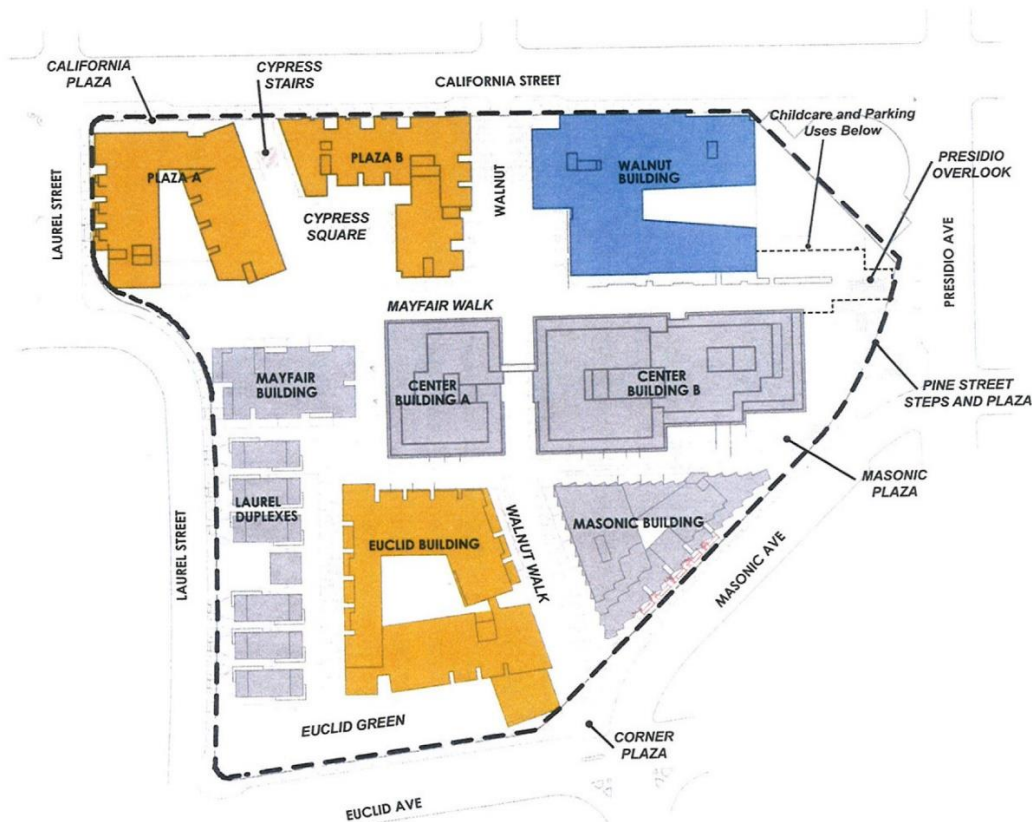 CALIFORNIA
PLAZA
CYPRESS
STAIRS
CALIFORNIA STREET
Childcare and Parking
Uses Below
PRESIDIO
OVERLOOK
LAUREL STREET
PLAZA A
PLAZA B
WALNUT
WALNUT
BUILDING
CYPRESS
SQUARE
PRESIDIO AVE
MAYFAIR WALK
MAYFAIR
BUILDING
CENTER
BUILDING A
CENTER
BUILDING B
PINE STREET
STEPS AND PLAZA
MASONIC
PLAZA
LAUREL
DUPLEXES
EUCLID BUILDING
WALNUT WALK
MASONIC BUILDING
LAUREL STREET
MASONIC AVE
EUCLID GREEN
CORNER
PLAZA
EUCLID AVE